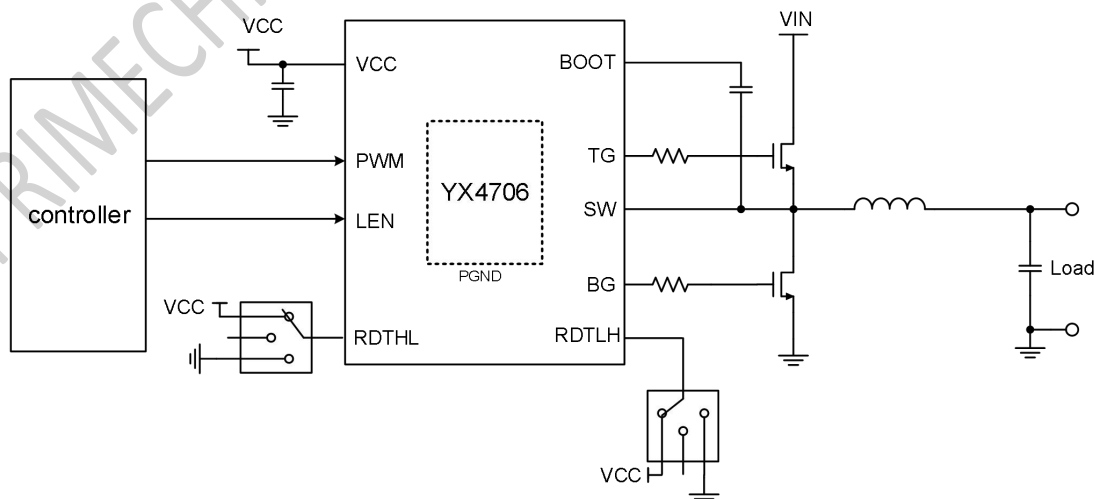 VCC
VIN
VCC
BOOT
PWM
TG
controller
YX4706
LEN
SW
PGND
BG
Load
VCC
RDTHL
RDTLH
VCC